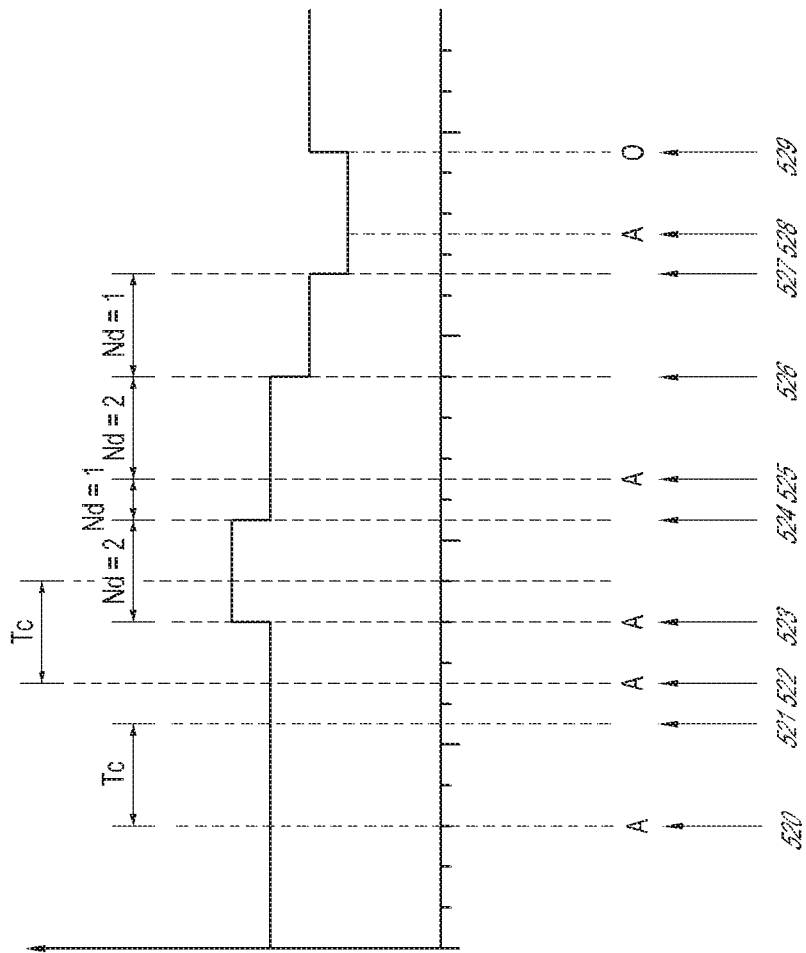 Tc
Nd = 1
Tc Nd = 2 Nd = 2 Nd = 1
A A A A A O
520 521 522 523 524 525 526 527 528 529